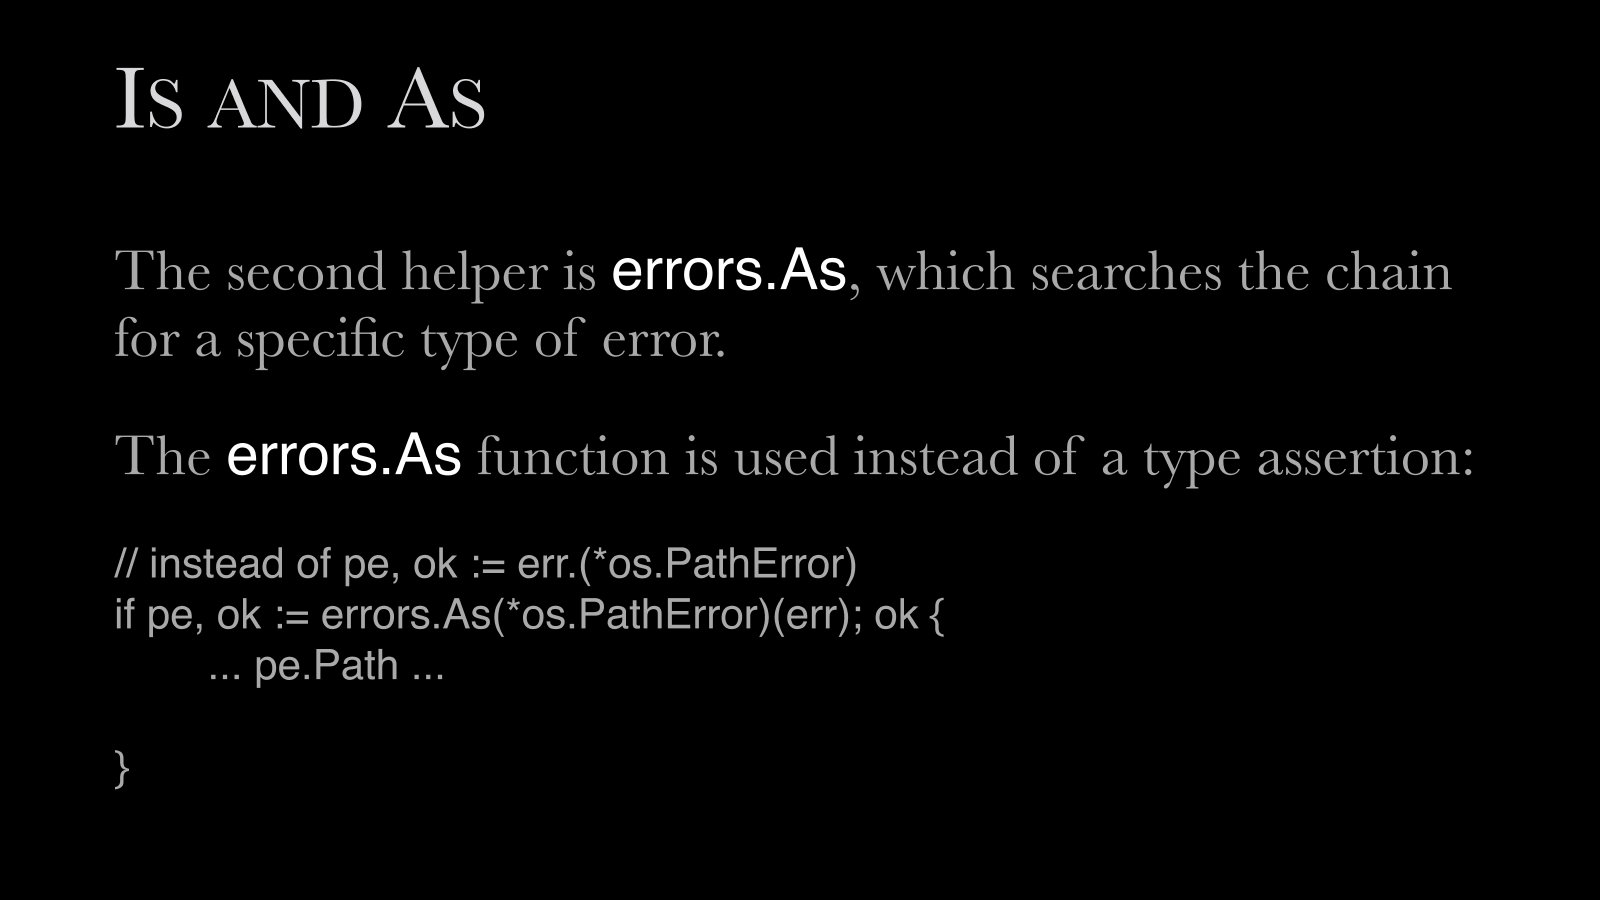 Is and As
The second helper is errors.As, which searches the chain
for a specific type of error.
The errors.As function is used instead of a type assertion:
// instead of pe, ok := err.(*os.PathError)
if pe, ok := errors.As(*os.PathError)(err); ok {
... pe.Path ...
}